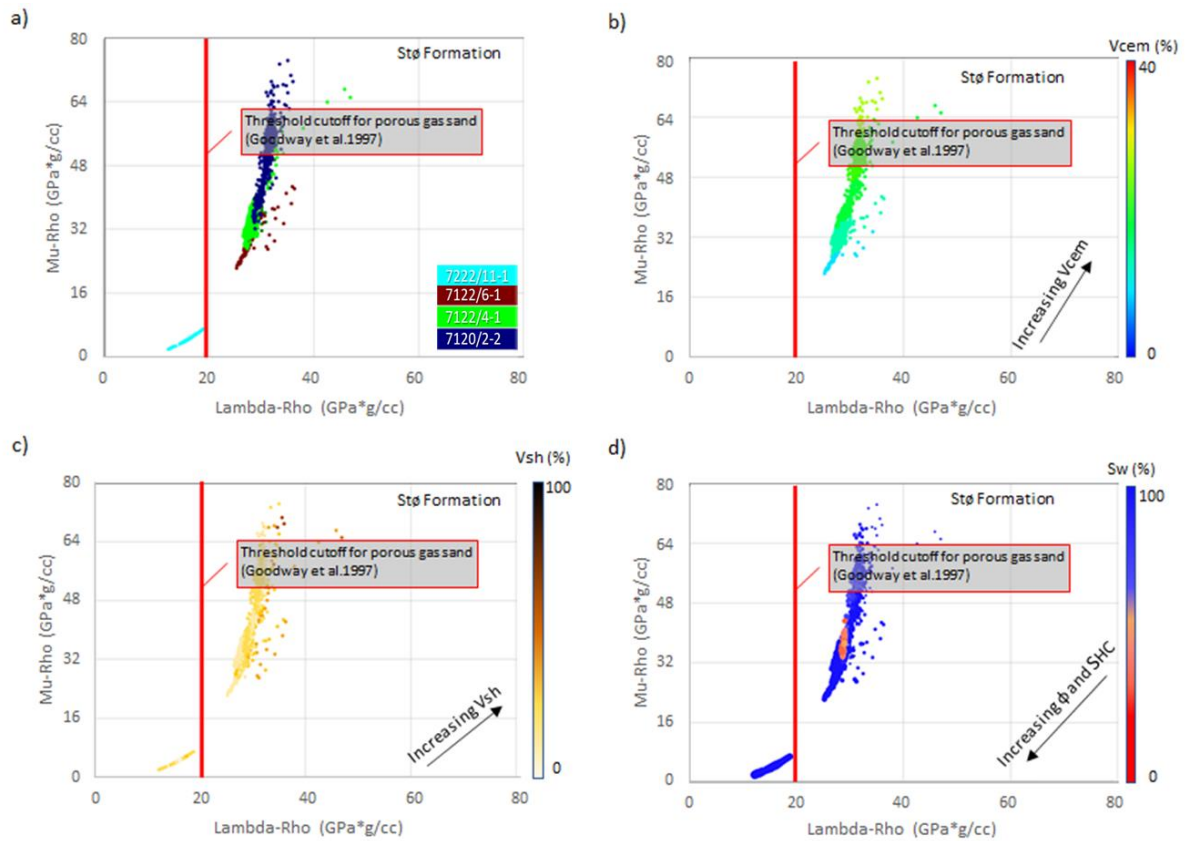 a)
Stø Formation
80
64
48
32
16
0
Mu-Rho (GPa*g/cc)
Threshold cutoff for porous gas sand
(Goodway et al.1997)
7222/11-1
7122/6-1
7122/4-1
7120/2-2
0 20 40 60 80
Lambda-Rho (GPa*g/cc)
b)
Vcem (%)
40
0
Stø Formation
80
64
48
32
16
0
Mu-Rho (GPa*g/cc)
Threshold cutoff for porous gas sand
(Goodway et al.1997)
Increasing Vcem
0 20 40 60 80
Lambda-Rho (GPa*g/cc)
c)
Vsh (%)
100
0
Stø Formation
80
64
48
32
16
0
Mu-Rho (GPa*g/cc)
Threshold cutoff for porous gas sand
(Goodway et al.1997)
Increasing Vsh
0 20 40 60 80
Lambda-Rho (GPa*g/cc)
d)
Sw (%)
100
0
Stø Formation
80
64
48
32
16
0
Mu-Rho (GPa*g/cc)
Threshold cutoff for porous gas sand
(Goodway et al.1997)
Increasing ϕ and SHC
0 20 40 60 80
Lambda-Rho (GPa*g/cc)